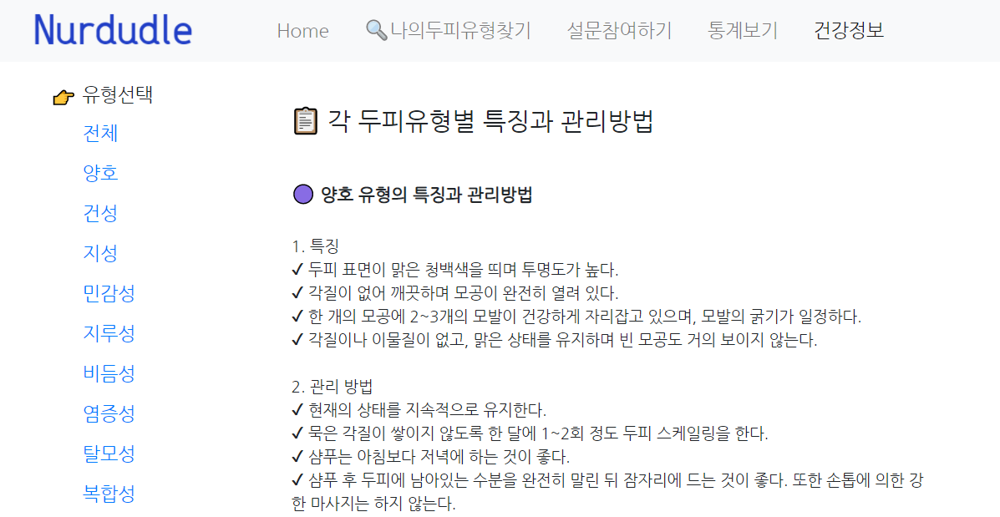 Nurdudle
Home
나의두피유형찾기
설문참여하기
통계보기
건강정보
유형선택
전체
양호
건성
지성
민감성
지루성
비듬성
염증성
탈모성
복합성
각 두피유형별 특징과 관리방법
양호 유형의 특징과 관리방법
1. 특징
✓ 두피 표면이 맑은 청백색을 띄며 투명도가 높다.
✓ 각질이 없어 깨끗하며 모공이 완전히 열려 있다.
✓ 한 개의 모공에 2~3개의 모발이 건강하게 자리잡고 있으며, 모발의 굵기가 일정하다.
✓ 각질이나 이물질이 없고, 맑은 상태를 유지하며 빈 모공도 거의 보이지 않는다.
2. 관리 방법
✓ 현재의 상태를 지속적으로 유지한다.
✓ 묵은 각질이 쌓이지 않도록 한 달에 1~2회 정도 두피 스케일링을 한다.
✓ 샴푸는 아침보다 저녁에 하는 것이 좋다.
✓ 샴푸 후 두피에 남아있는 수분을 완전히 말린 뒤 잠자리에 드는 것이 좋다. 또한 손톱에 의한 강
한 마사지는 하지 않는다.